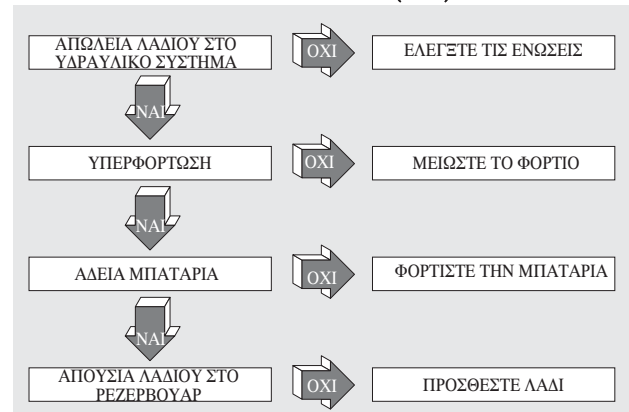 ΑΠΩΛΕΙΑ ΛΑΔΙΟΥ ΣΤΟ
ΥΔΡΑΥΛΙΚΟ ΣΥΣΤΗΜΑ
ΟΧΙ
ΕΛΕΓΞΤΕ ΤΙΣ ΕΝΩΣΕΙΣ
ΝΑΙ
ΥΠΕΡΦΟΡΤΩΣΗ
ΟΧΙ
ΜΕΙΩΣΤΕ ΤΟ ΦΟΡΤΙΟ
ΝΑΙ
ΑΔΕΙΑ ΜΠΑΤΑΡΙΑ
ΟΧΙ
ΦΟΡΤΙΣΤΕ ΤΗΝ ΜΠΑΤΑΡΙΑ
ΝΑΙ
ΑΠΟΥΣΙΑ ΛΑΔΙΟΥ ΣΤΟ
ΡΕΖΕΡΒΟΥΑΡ
ΟΧΙ
ΠΡΟΣΘΕΣΤΕ ΛΑΔΙ